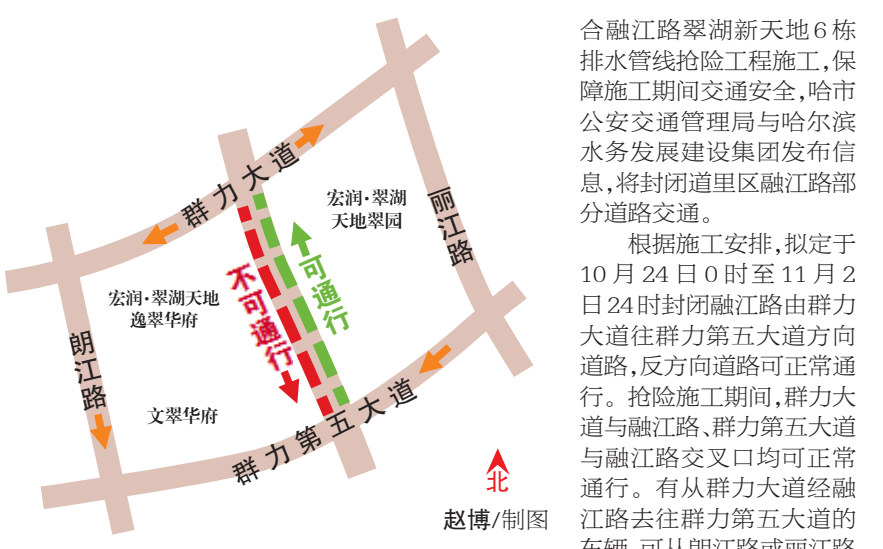 群力大道
宏润·翠湖
天地翠园
丽江路
宏润·翠湖天地
逸翠华府
不可通行
可通行
朗江路
文翠华府
群力第五大道
北
赵博/制图
合融江路翠湖新天地6栋
排水管线抢险工程施工,保
障施工期间交通安全,哈市
公安交通管理局与哈尔滨
水务发展建设集团发布信
息,将封闭道里区融江路部
分道路交通。
根据施工安排,拟定于
10月24日0时至11月2
日24时封闭融江路由群力
大道往群力第五大道方向
道路,反方向道路可正常通
行。抢险施工期间,群力大
道与融江路、群力第五大道
与融江路交叉口均可正常
通行。有从群力大道经融
江路去往群力第五大道的
车辆,可从朗江路或丽江路